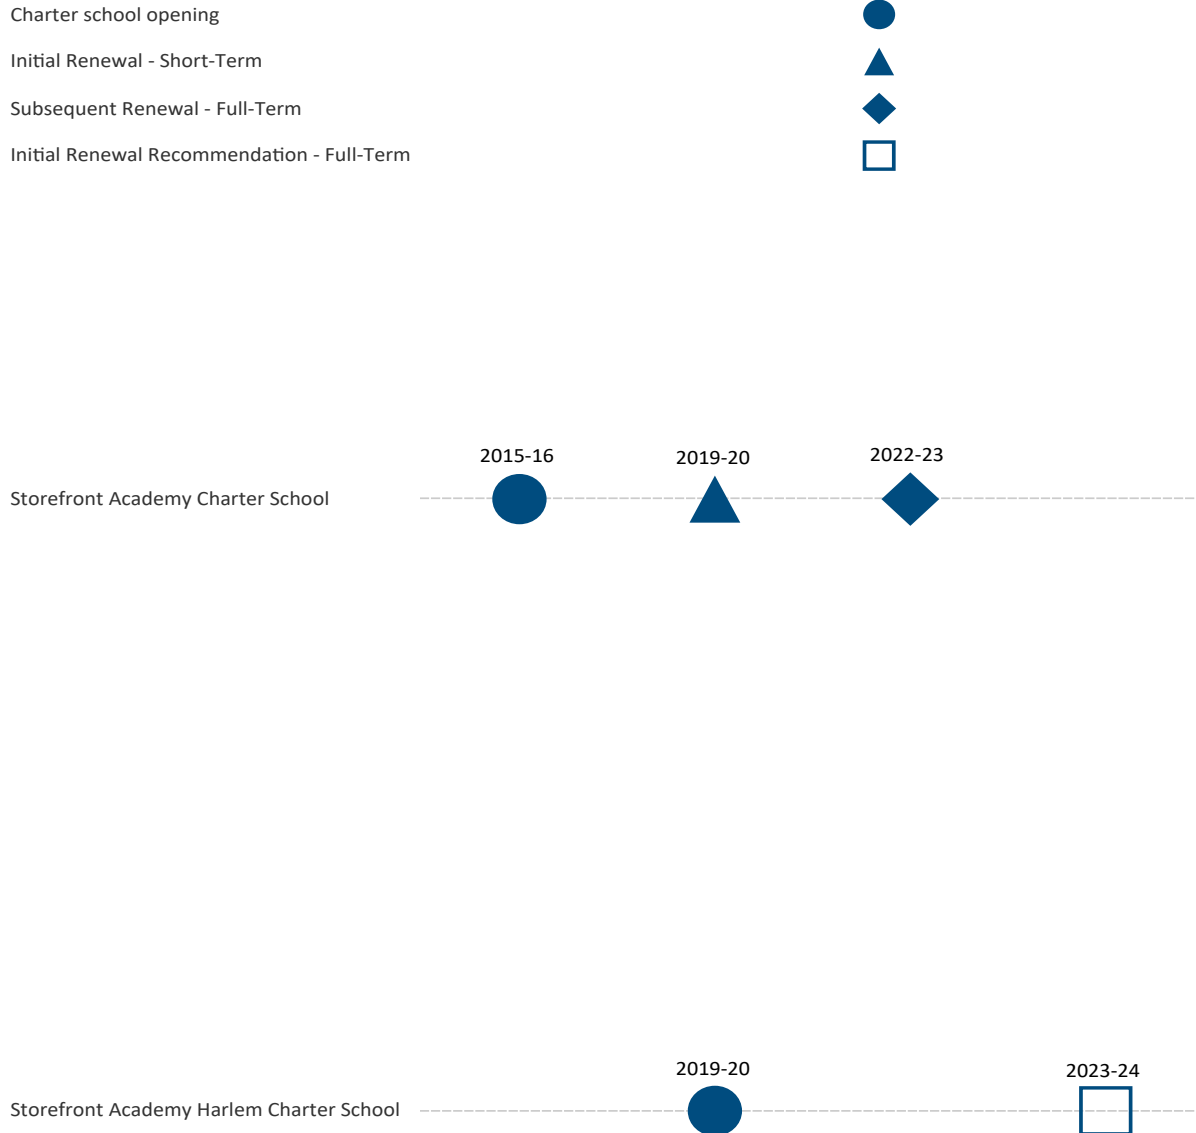 Charter school opening
Initial Renewal - Short-Term
Subsequent Renewal - Full-Term
Initial Renewal Recommendation - Full-Term
2015-16
2019-20
2022-23
Storefront Academy Charter School
2019-20
2023-24
Storefront Academy Harlem Charter School